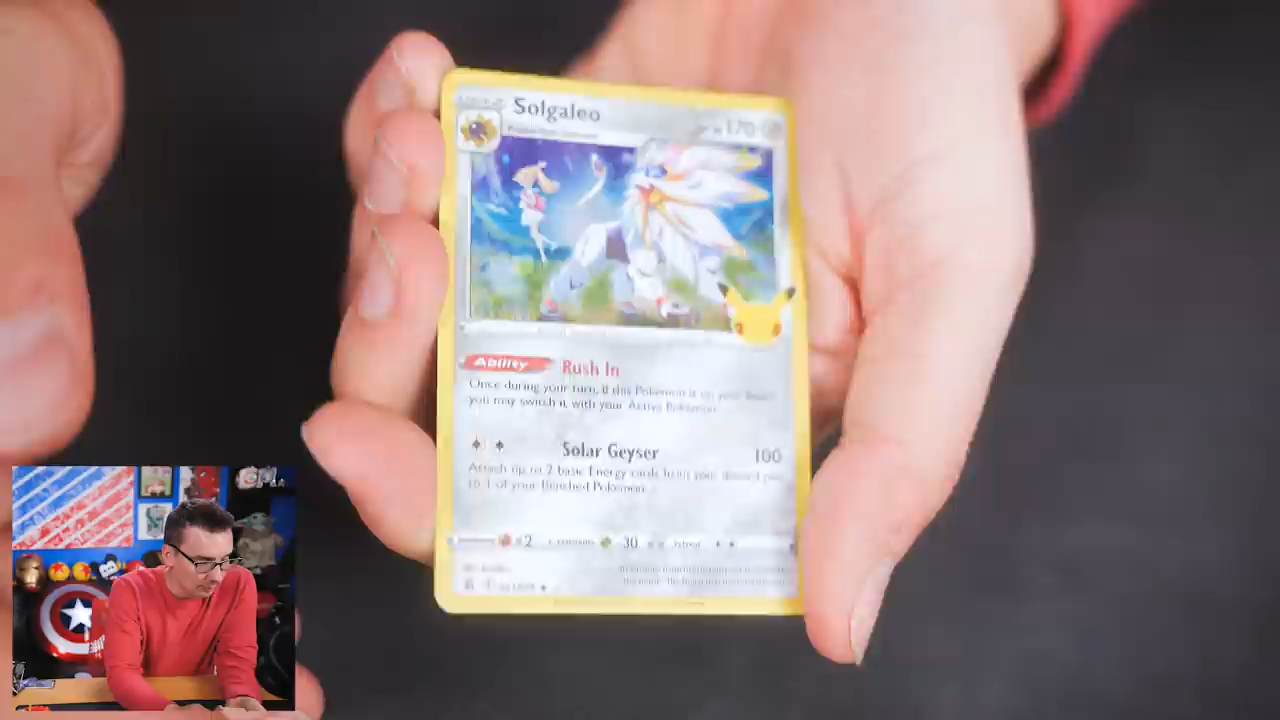 Solgaleo
170
Ability Rush In
Once during your turn, if this Pokémon is on your Bench,
you may switch it with your Active Pokémon.
Solar Geyser 100
Attach up to 2 basic Energy cards from your discard pile
to 1 of your Benched Pokémon.
×2 30